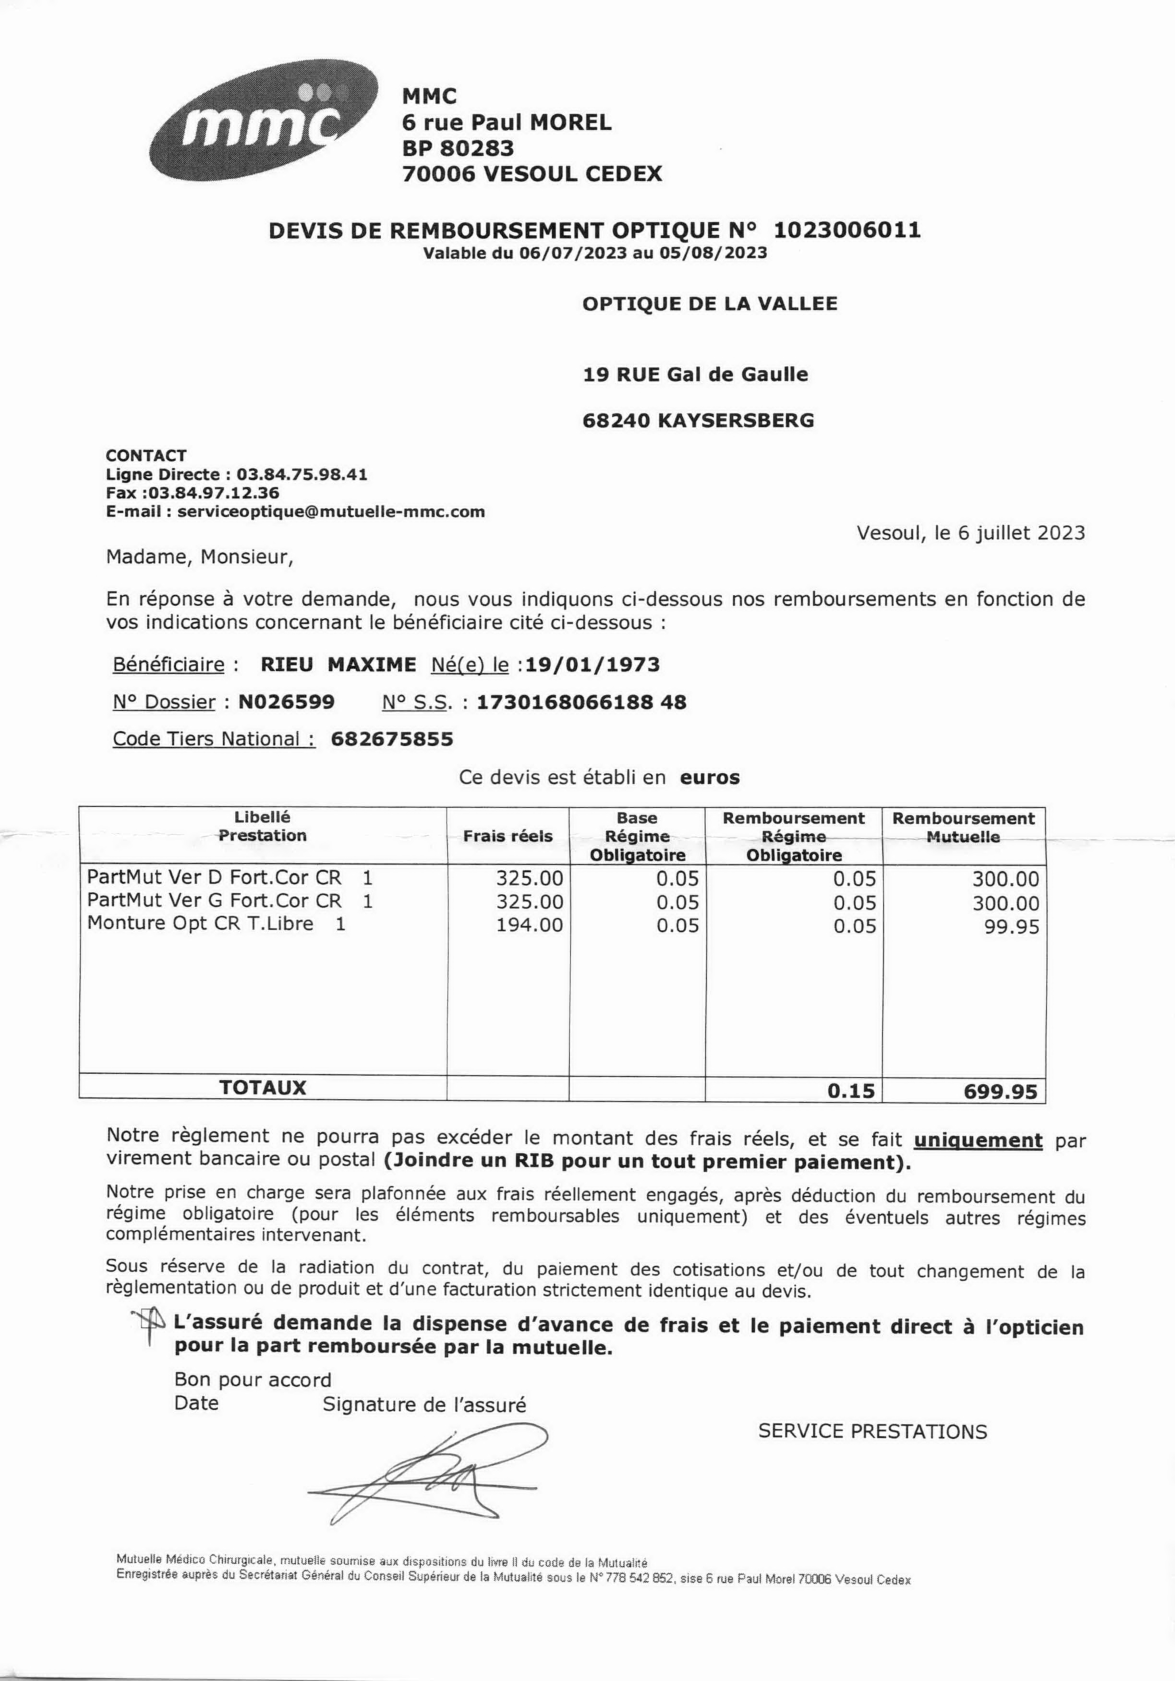 mmc
MMC
6 rue Paul MOREL
BP 80283
70006 VESOUL CEDEX
DEVIS DE REMBOURSEMENT OPTIQUE N° 1023006011
Valable du 06/07/2023 au 05/08/2023
OPTIQUE DE LA VALLEE
19 RUE Gal de Gaulle
68240 KAYSERSBERG
CONTACT
Ligne Directe : 03.84.75.98.41
Fax :03.84.97.12.36
E-mail : serviceoptique@mutuelle-mmc.com
Vesoul, le 6 juillet 2023
Madame, Monsieur,
En réponse à votre demande, nous vous indiquons ci-dessous nos remboursements en fonction de
vos indications concernant le bénéficiaire cité ci-dessous :
Bénéficiaire : RIEU MAXIME Né(e) le :19/01/1973
N° Dossier : N026599 N° S.S. : 1730168066188 48
Code Tiers National : 682675855
Ce devis est établi en euros
Libellé Prestation Frais réels Base Régime Obligatoire Remboursement Régime Obligatoire Remboursement Mutuelle
PartMut Ver D Fort.Cor CR 1 325.00 0.05 0.05 300.00
PartMut Ver G Fort.Cor CR 1 325.00 0.05 0.05 300.00
Monture Opt CR T.Libre 1 194.00 0.05 0.05 99.95
TOTAUX 0.15 699.95
Notre règlement ne pourra pas excéder le montant des frais réels, et se fait uniquement par
virement bancaire ou postal (Joindre un RIB pour un tout premier paiement).
Notre prise en charge sera plafonnée aux frais réellement engagés, après déduction du remboursement du
régime obligatoire (pour les éléments remboursables uniquement) et des éventuels autres régimes
complémentaires intervenant.
Sous réserve de la radiation du contrat, du paiement des cotisations et/ou de tout changement de la
règlementation ou de produit et d'une facturation strictement identique au devis.
L'assuré demande la dispense d'avance de frais et le paiement direct à l'opticien
pour la part remboursée par la mutuelle.
Bon pour accord
Date Signature de l'assuré
SERVICE PRESTATIONS
Mutuelle Médico Chirurgicale, mutuelle soumise aux dispositions du livre II du code de la Mutualité
Enregistrée auprès du Secrétariat Général du Conseil Supérieur de la Mutualité sous le N° 778 542 852, sise 6 rue Paul Morel 70006 Vesoul Cedex